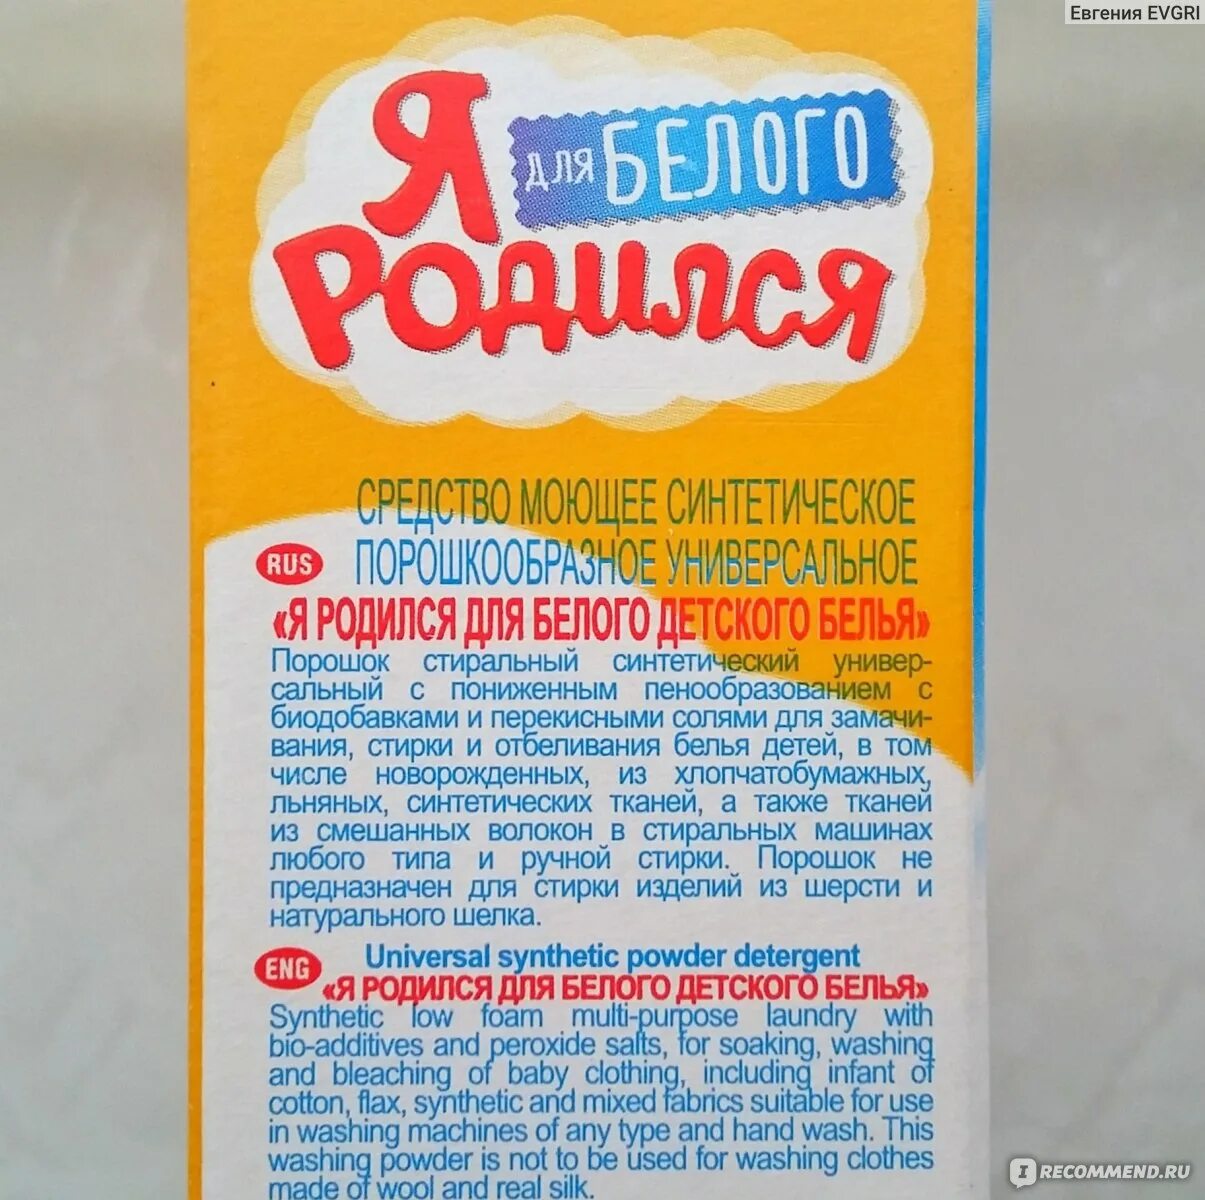 Евгения EVGRI
Я для БЕЛОГО
Родился
СРЕДСТВО МОЮЩЕЕ СИНТЕТИЧЕСКОЕ
RUS ПОРОШКООБРАЗНОЕ УНИВЕРСАЛЬНОЕ
«Я РОДИЛСЯ ДЛЯ БЕЛОГО ДЕТСКОГО БЕЛЬЯ»
Порошок стиральный синтетический универ-
сальный с пониженным пенообразованием с
биодобавками и перекисными солями для замачи-
вания, стирки и отбеливания белья детей, в том
числе новорожденных, из хлопчатобумажных,
льняных, синтетических тканей, а также тканей
из смешанных волокон в стиральных машинах
любого типа и ручной стирки. Порошок не
предназначен для стирки изделий из шерсти и
натурального шелка.
ENG Universal synthetic powder detergent
«Я РОДИЛСЯ ДЛЯ БЕЛОГО ДЕТСКОГО БЕЛЬЯ»
Synthetic low foam multi-purpose laundry with
bio-additives and peroxide salts, for soaking, washing
and bleaching of baby clothing, including infant of
cotton, flax, synthetic and mixed fabrics suitable for use
in washing machines of any type and hand wash. This
washing powder is not to be used for washing clothes
made of wool and real silk.
IRECOMMEND.RU